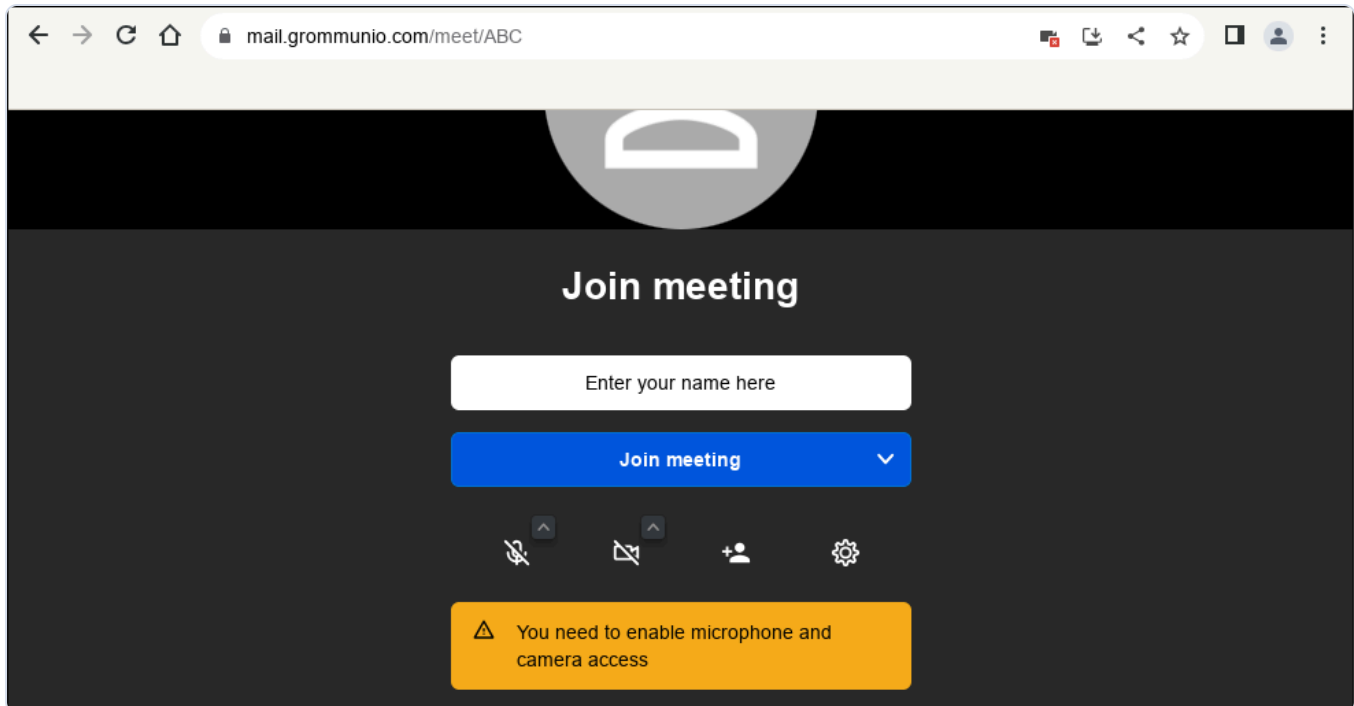 mail.grommunio.com/meet/ABC
Join meeting
Enter your name here
Join meeting
You need to enable microphone and
camera access